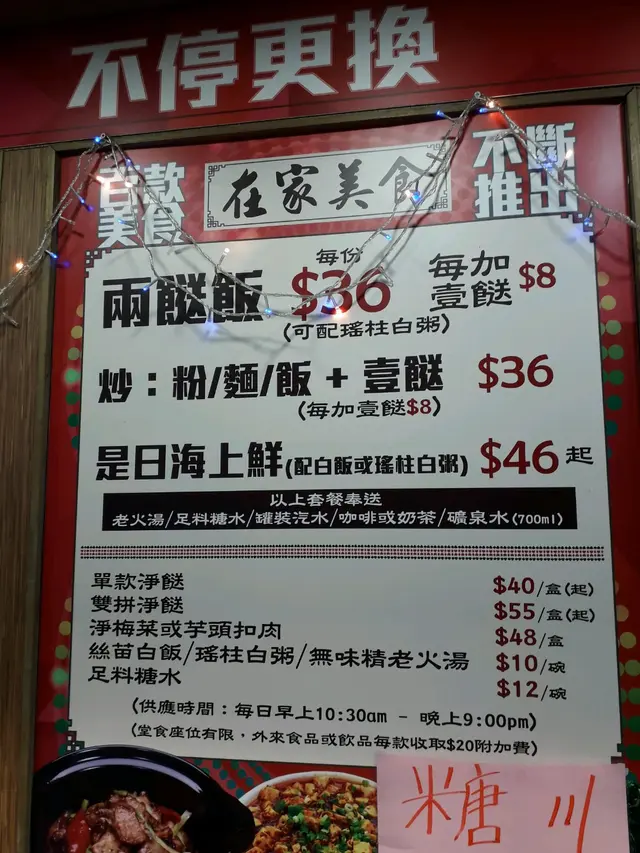 不停更換
百款美食
在家美食
不斷推出
兩餸飯 每份 $36 每加壹餸 $8
(可配瑤柱白粥)
炒：粉/麵/飯 + 壹餸 $36
(每加壹餸$8)
是日海上鮮(配白飯或瑤柱白粥) $46起
以上套餐奉送
老火湯/足料糖水/罐裝汽水/咖啡或奶茶/礦泉水(700ml)
單款淨餸 $40/盒(起)
雙拼淨餸 $55/盒(起)
淨梅菜或芋頭扣肉 $48/盒
絲苗白飯/瑤柱白粥/無味精老火湯 $10/碗
足料糖水 $12/碗
(供應時間：每日早上10:30am - 晚上9:00pm)
(堂食座位有限，外來食品或飲品每款收取$20附加費)